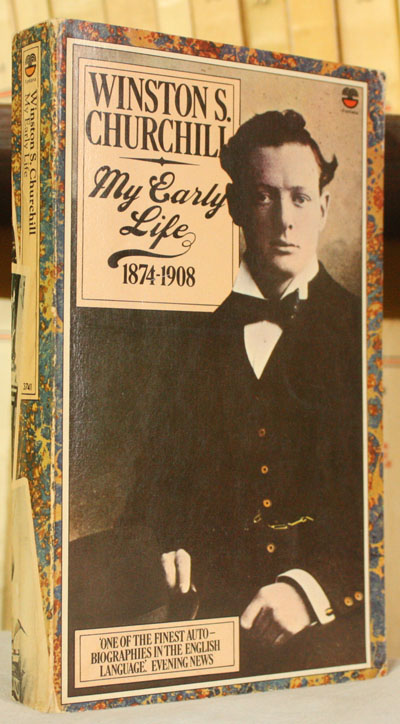 WINSTON S.
CHURCHILL
My Early
Life
1874-1908
'ONE OF THE FINEST AUTO-
BIOGRAPHIES IN THE ENGLISH
LANGUAGE'. EVENING NEWS
Winston S. Churchill
My Early Life